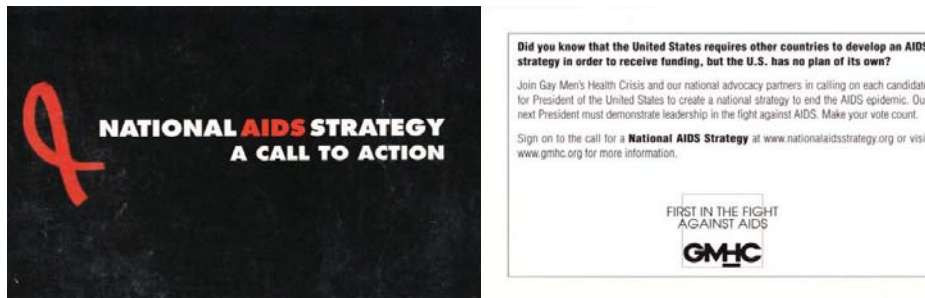 NATIONAL AIDS STRATEGY
A CALL TO ACTION
Did you know that the United States requires other countries to develop an AIDS
strategy in order to receive funding, but the U.S. has no plan of its own?
Join Gay Men's Health Crisis and our national advocacy partners in calling on each candidate
for President of the United States to create a national strategy to end the AIDS epidemic. Ou
next President must demonstrate leadership in the fight against AIDS. Make your vote count.
Sign on to the call for a National AIDS Strategy at www.nationalaidsstrategy.org or visi
www.gmhc.org for more information.
FIRST IN THE FIGHT
AGAINST AIDS
GMHC